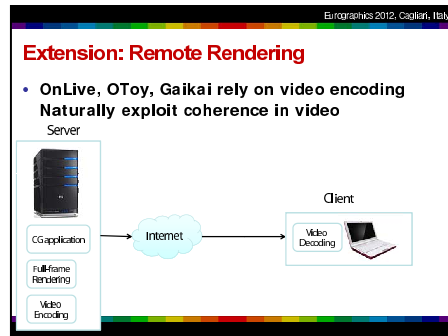 Eurographics 2012, Cagliari, Italy
Extension: Remote Rendering
• OnLive, OToy, Gaikai rely on video encoding
Naturally exploit coherence in video
Server
Client
CG application
Internet
Video
Decoding
Full-frame
Rendering
Video
Encoding